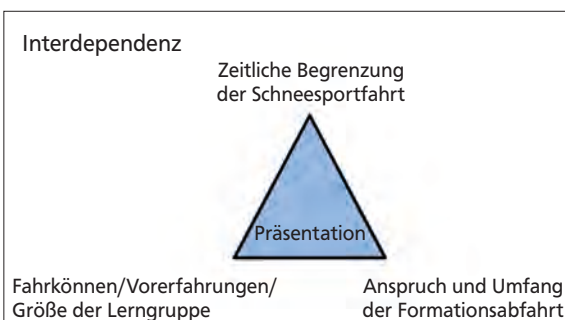 Interdependenz
Zeitliche Begrenzung
der Schneesportfahrt
Präsentation
Fahrkönnen/Vorerfahrungen/
Größe der Lerngruppe
Anspruch und Umfang
der Formationsabfahrt